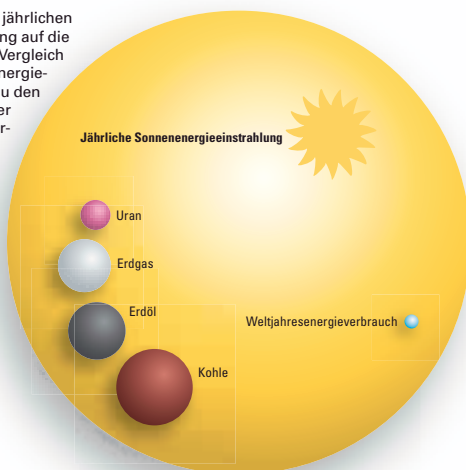 jährlichen
ng auf die
Vergleich
nergie-
u den
er
r-
Jährliche Sonnenenergieeinstrahlung
Uran
Erdgas
Erdöl
Weltjahresenergieverbrauch
Kohle